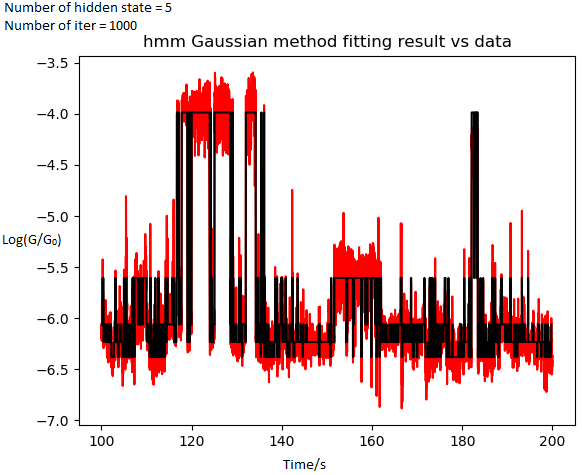 Number of hidden state = 5
Number of iter = 1000
hmm Gaussian method fitting result vs data
−3.5
−4.0
−4.5
−5.0
Log(G/G₀)
−5.5
−6.0
−6.5
−7.0
100 120 140 160 180 200
Time/s